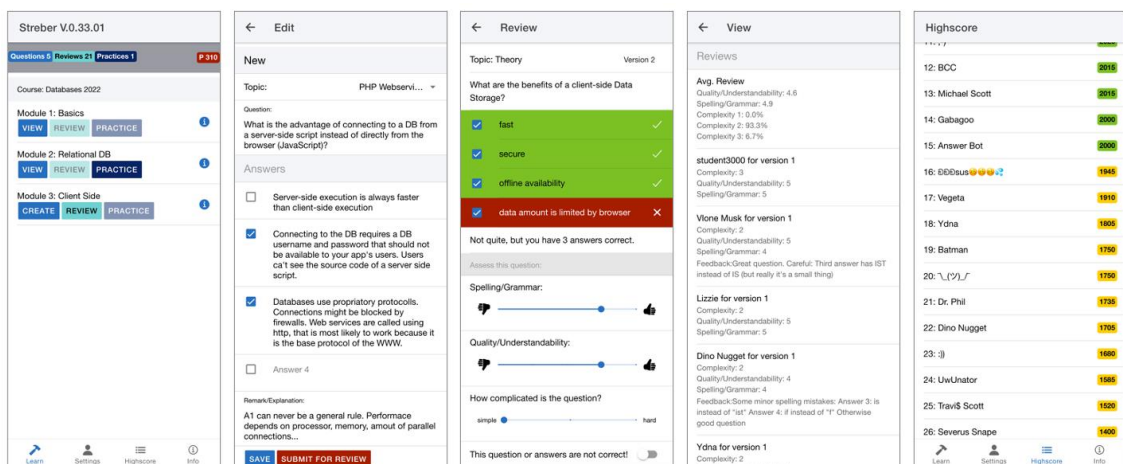 Streber V.0.33.01
Questions 5 Reviews 21 Practices 1
P 310
Course: Databases 2022
Module 1: Basics
VIEW REVIEW PRACTICE
Module 2: Relational DB
VIEW REVIEW PRACTICE
Module 3: Client Side
CREATE REVIEW PRACTICE
Learn Settings Highscore Info
Edit
New
Topic: PHP Webservi...
Question:
What is the advantage of connecting to a DB from
a server-side script instead of directly from the
browser (JavaScript)?
Answers
Server-side execution is always faster
than client-side execution
Connecting to the DB requires a DB
username and password that should not
be available to your app's users. Users
ca't see the source code of a server side
script.
Databases use propriatory protocolls.
Connections might be blocked by
firewalls. Web services are called using
http, that is most likely to work because it
is the base protocol of the WWW.
Answer 4
Remark/Explanation:
A1 can never be a general rule. Performace
depends on processor, memory, amout of parallel
connections...
SAVE SUBMIT FOR REVIEW
Review
Topic: Theory Version 2
What are the benefits of a client-side Data
Storage?
fast
secure
offline availability
data amount is limited by browser
Not quite, but you have 3 answers correct.
Assess this question:
Spelling/Grammar:
Quality/Understandability:
How complicated is the question?
simple hard
This question or answers are not correct!
View
Reviews
Avg. Review
Quality/Understandability: 4.6
Spelling/Grammar: 4.9
Complexity 1: 0.0%
Complexity 2: 93.3%
Complexity 3: 6.7%
student3000 for version 1
Complexity: 3
Quality/Understandability: 5
Spelling/Grammar: 5
Vlone Musk for version 1
Complexity: 2
Quality/Understandability: 5
Spelling/Grammar: 4
Feedback:Great question. Careful: Third answer has IST
instead of IS (but really it's a small thing)
Lizzie for version 1
Complexity: 2
Quality/Understandability: 5
Spelling/Grammar: 5
Dino Nugget for version 1
Complexity: 2
Quality/Understandability: 4
Spelling/Grammar: 4
Feedback:Some minor spelling mistakes: Answer 3: is
instead of "ist" Answer 4: if instead of "f" Otherwise
good question
Ydna for version 1
Complexity: 2
Highscore
12: BCC 2015
13: Michael Scott 2015
14: Gabagoo 2000
15: Answer Bot 2000
16: ĐĐĐsus😳😳😳💦 1945
17: Vegeta 1910
18: Ydna 1805
19: Batman 1750
20: ¯\_(ツ)_/¯ 1750
21: Dr. Phil 1735
22: Dino Nugget 1705
23: :)) 1680
24: UwUnator 1585
25: Travi$ Scott 1520
26: Severus Snape 1400
Learn Settings Highscore Info